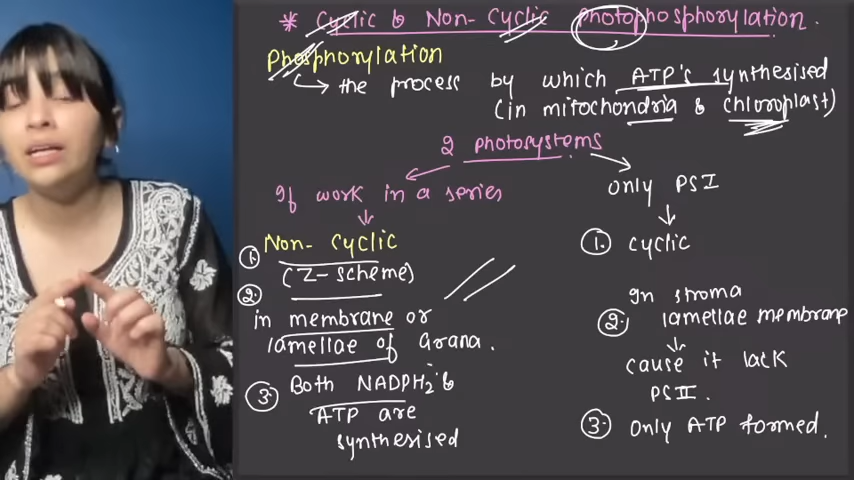 * Cyclic & Non-Cyclic Photophosphorylation.
Phosphorylation
the process by which ATP's synthesised
(in mitochondria & chloroplast)
2 photosystems
If work in a series
Non-Cyclic
1. (Z-scheme)
2. in membrane or
lamellae of Grana.
3. Both NADPH2 &
ATP are
synthesised
only PSI
1. cyclic
2. In stroma
lamellae membrane
cause it lack
PSII.
3. Only ATP formed.